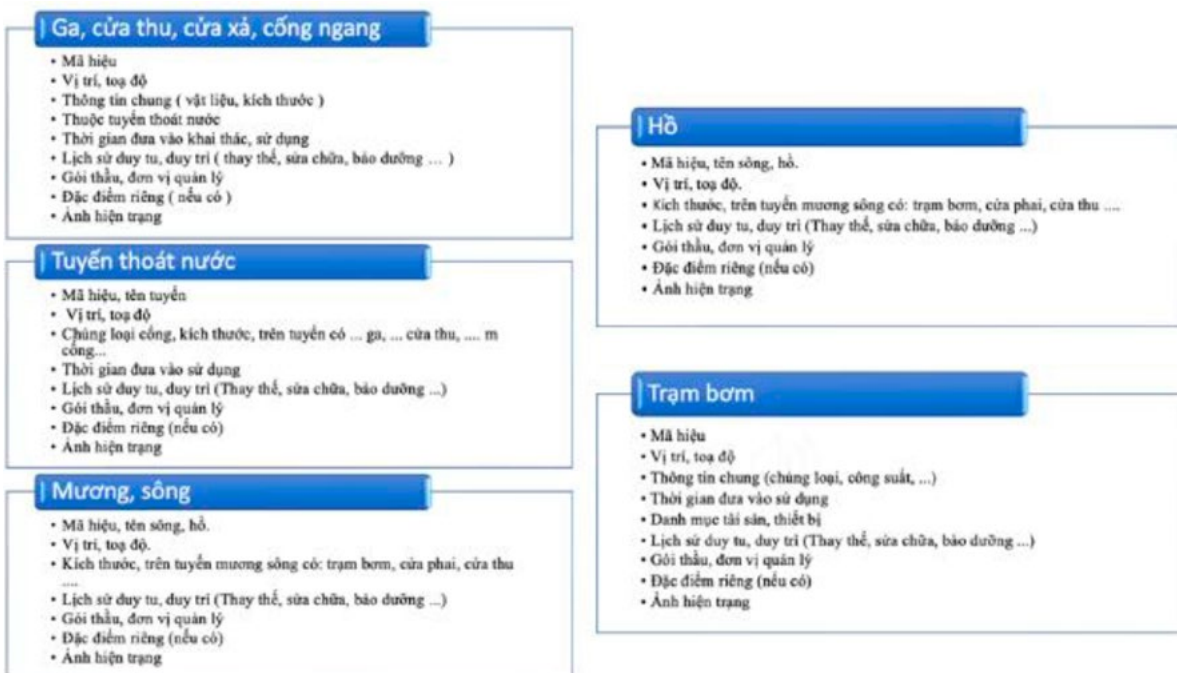 Ga, cửa thu, cửa xả, cống ngang
• Mã hiệu
• Vị trí, toạ độ
• Thông tin chung ( vật liệu, kích thước )
• Thuộc tuyến thoát nước
• Thời gian đưa vào khai thác, sử dụng
• Lịch sử duy tu, duy trì ( thay thế, sửa chữa, bảo dưỡng ... )
• Gói thầu, đơn vị quản lý
• Đặc điểm riêng ( nếu có )
• Ảnh hiện trạng
Tuyến thoát nước
• Mã hiệu, tên tuyến
• Vị trí, toạ độ
• Chủng loại cống, kích thước, trên tuyến có ... ga, ... cửa thu, .... m
cống...
• Thời gian đưa vào sử dụng
• Lịch sử duy tu, duy trì (Thay thế, sửa chữa, bảo dưỡng ...)
• Gói thầu, đơn vị quản lý
• Đặc điểm riêng (nếu có)
• Ảnh hiện trạng
Mương, sông
• Mã hiệu, tên sông, hồ.
• Vị trí, toạ độ.
• Kích thước, trên tuyến mương sông có: trạm bơm, cửa phai, cửa thu
....
• Lịch sử duy tu, duy trì (Thay thế, sửa chữa, bảo dưỡng ...)
• Gói thầu, đơn vị quản lý
• Đặc điểm riêng (nếu có)
• Ảnh hiện trạng
Hồ
• Mã hiệu, tên sông, hồ.
• Vị trí, toạ độ.
• Kích thước, trên tuyến mương sông có: trạm bơm, cửa phai, cửa thu ....
• Lịch sử duy tu, duy trì (Thay thế, sửa chữa, bảo dưỡng ...)
• Gói thầu, đơn vị quản lý
• Đặc điểm riêng (nếu có)
• Ảnh hiện trạng
Trạm bơm
• Mã hiệu
• Vị trí, toạ độ
• Thông tin chung (chủng loại, công suất, ...)
• Thời gian đưa vào sử dụng
• Danh mục tài sản, thiết bị
• Lịch sử duy tu, duy trì (Thay thế, sửa chữa, bảo dưỡng ...)
• Gói thầu, đơn vị quản lý
• Đặc điểm riêng (nếu có)
• Ảnh hiện trạng